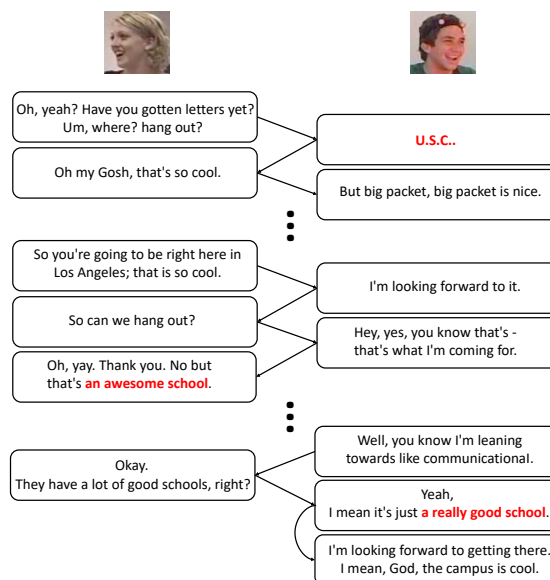 Oh, yeah? Have you gotten letters yet?
Um, where? hang out?
U.S.C..
Oh my Gosh, that's so cool.
But big packet, big packet is nice.
So you're going to be right here in
Los Angeles; that is so cool.
I'm looking forward to it.
So can we hang out?
Hey, yes, you know that's -
that's what I'm coming for.
Oh, yay. Thank you. No but
that's an awesome school.
Well, you know I'm leaning
towards like communicational.
Okay.
They have a lot of good schools, right?
Yeah,
I mean it's just a really good school.
I'm looking forward to getting there.
I mean, God, the campus is cool.